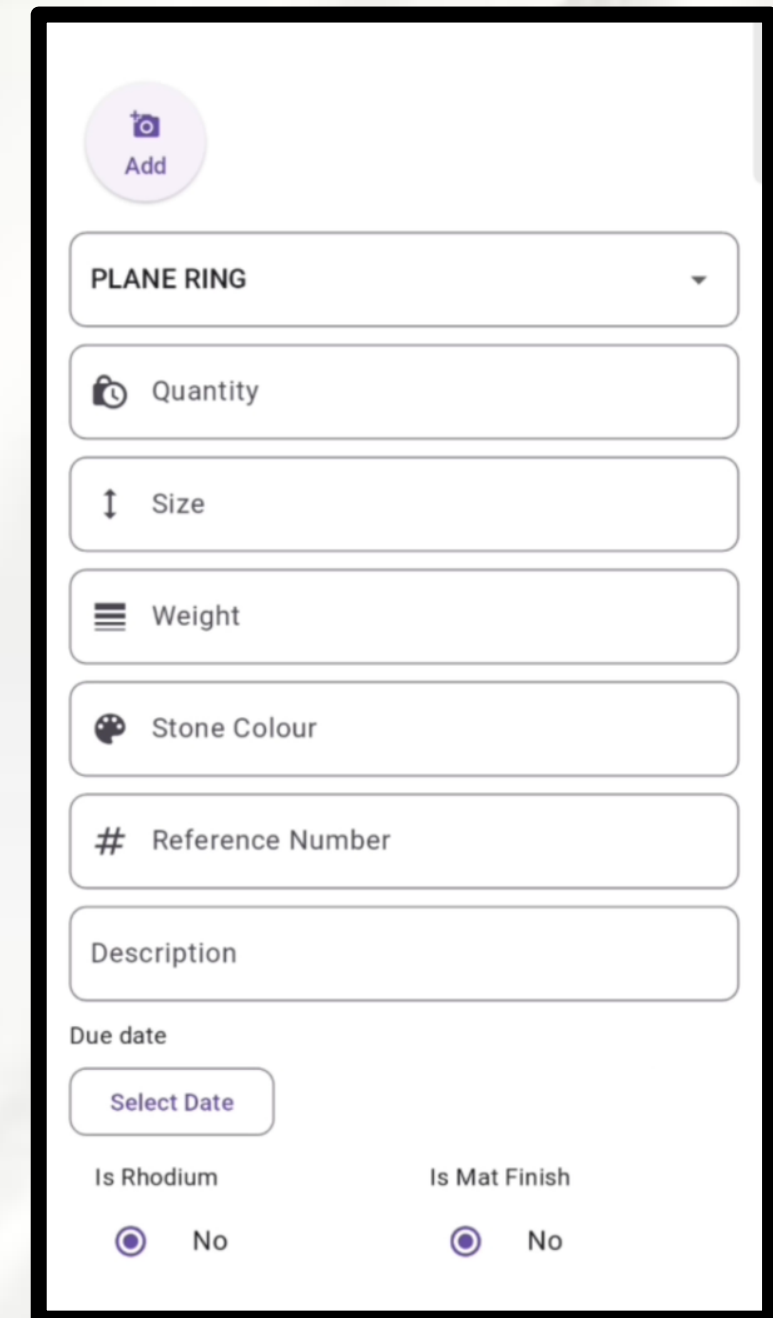 Add
PLANE RING
Quantity
Size
Weight
Stone Colour
Reference Number
Description
Due date
Select Date
Is Rhodium Is Mat Finish
No No